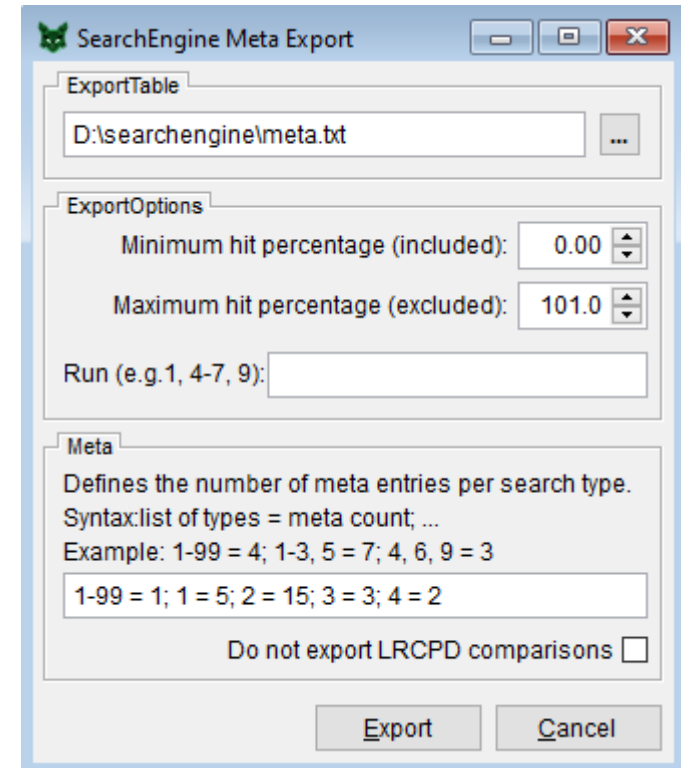 SearchEngine Meta Export
ExportTable
D:\searchengine\meta.txt
...
ExportOptions
Minimum hit percentage (included): 0.00
Maximum hit percentage (excluded): 101.0
Run (e.g.1, 4-7, 9):
Meta
Defines the number of meta entries per search type.
Syntax:list of types = meta count; ...
Example: 1-99 = 4; 1-3, 5 = 7; 4, 6, 9 = 3
1-99 = 1; 1 = 5; 2 = 15; 3 = 3; 4 = 2
Do not export LRCPD comparisons
Export Cancel